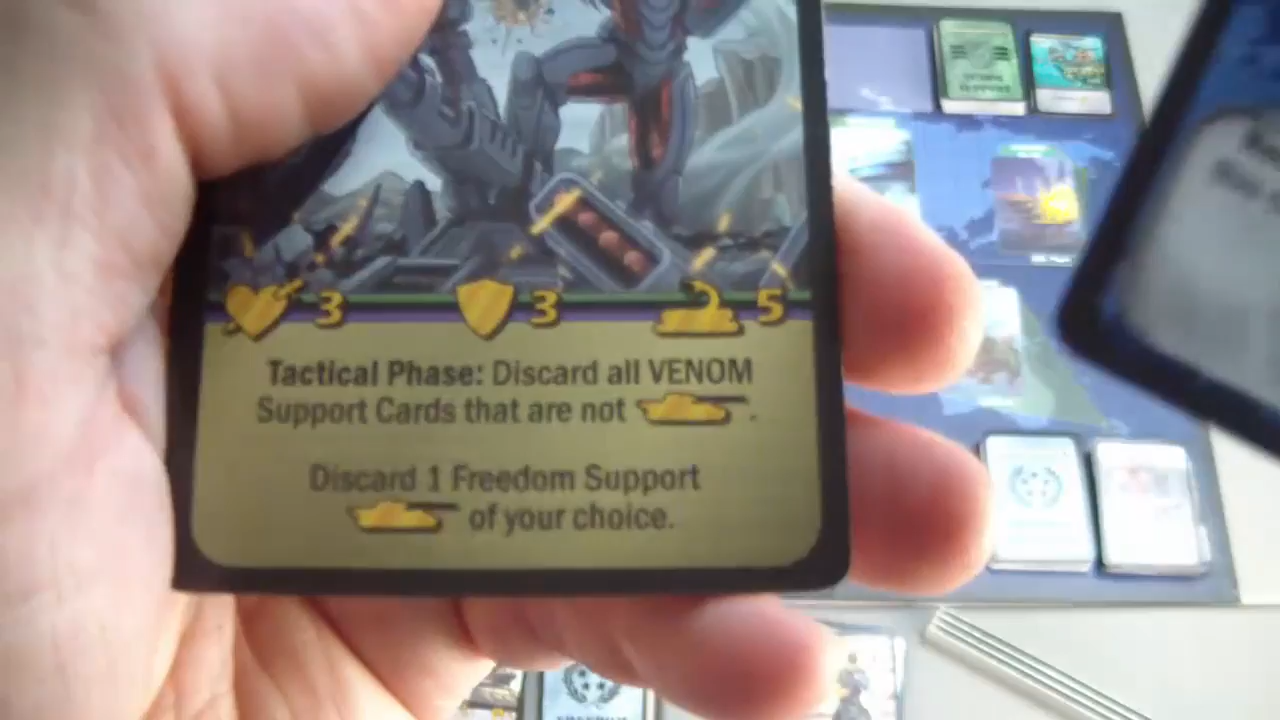 3 3 5
Tactical Phase: Discard all VENOM
Support Cards that are not .
Discard 1 Freedom Support
of your choice.